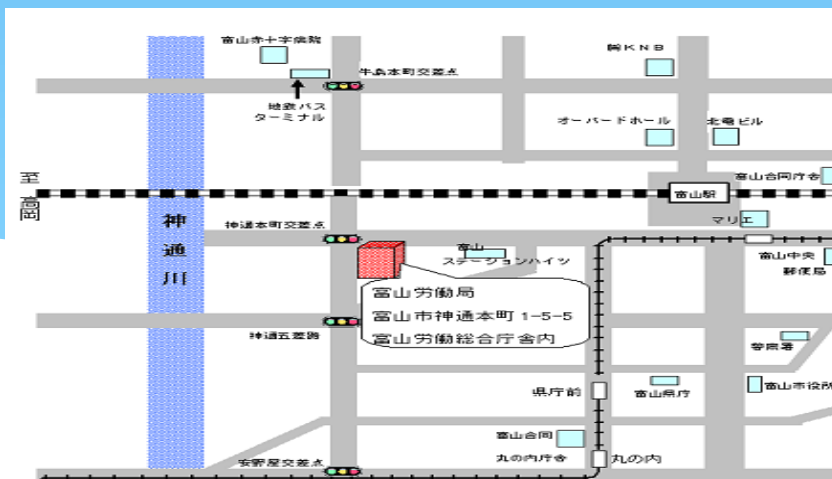 富山赤十字病院
牛島本町交差点
㈱KNB
地鉄バス
ターミナル
オーバードホール
北電ビル
至
高岡
富山合同庁舎
富山駅
神通川
神通本町交差点
マリエ
富山
ステーションハイツ
富山中央
郵便局
富山労働局
富山市神通本町 1-5-5
富山労働総合庁舎内
神通五差路
警察署
県庁前
富山県庁
富山市役所
富山合同
丸の内庁舎
丸の内
安野屋交差点